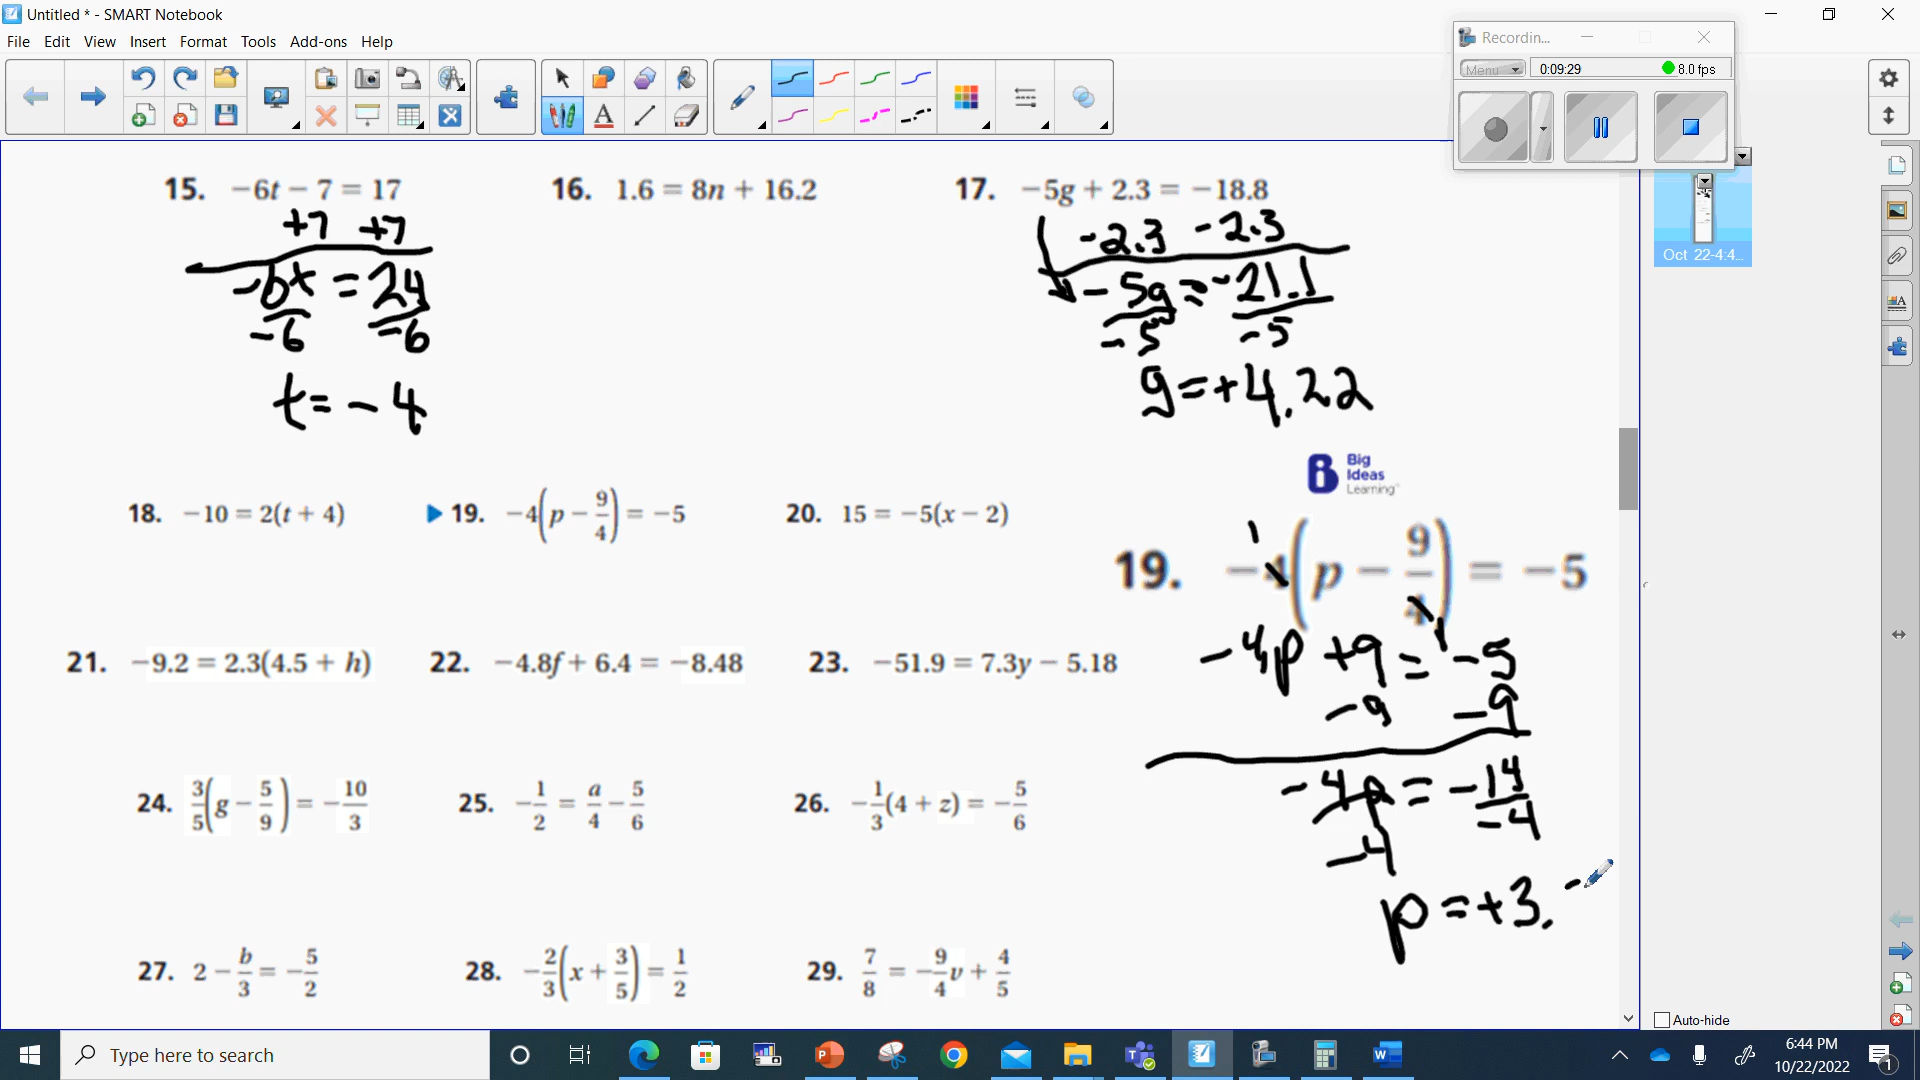 Untitled * - SMART Notebook
File Edit View Insert Format Tools Add-ons Help
Recordin...
Menu 0:09:29 8.0 fps
15. −6t − 7 = 17 16. 1.6 = 8n + 16.2 17. −5g + 2.3 = −18.8
+7 +7
-2.3 -2.3
-6t = 24
-5g = -21.1
-6 -6
-5 -5
t = -4
g = +4.22
Oct 22-4:4...
Big
Ideas
Learning
18. −10 = 2(t + 4) 19. −4(p − 9/4) = −5 20. 15 = −5(x − 2)
1
19. −4(p − 9/4) = −5
1
-4p +9 = -5
-9 -9
-4p = -14
-4 -4
p = +3.
21. −9.2 = 2.3(4.5 + h) 22. −4.8f + 6.4 = −8.48 23. −51.9 = 7.3y − 5.18
24. 3/5(g − 5/9) = −10/3 25. −1/2 = a/4 − 5/6 26. −1/3(4 + z) = −5/6
27. 2 − b/3 = −5/2 28. −2/3(x + 3/5) = 1/2 29. 7/8 = −9/4v + 4/5
Auto-hide
Type here to search
6:44 PM
10/22/2022
1